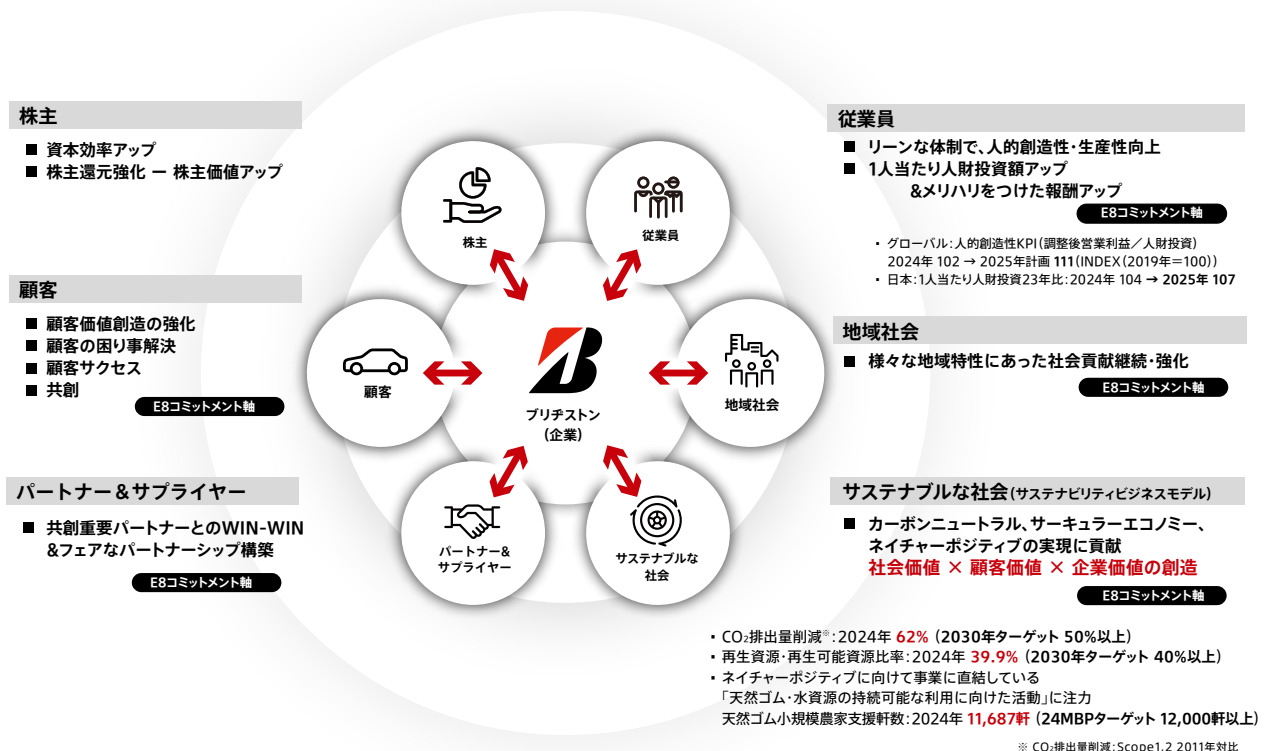 株主
■ 資本効率アップ
■ 株主還元強化 ー 株主価値アップ
顧客
■ 顧客価値創造の強化
■ 顧客の困り事解決
■ 顧客サクセス
■ 共創
E8コミットメント軸
パートナー＆サプライヤー
■ 共創重要パートナーとのWIN-WIN
&フェアなパートナーシップ構築
E8コミットメント軸
株主
従業員
顧客
ブリヂストン
(企業)
地域社会
パートナー&
サプライヤー
サステナブルな
社会
従業員
■ リーンな体制で、人的創造性・生産性向上
■ 1人当たり人財投資額アップ
&メリハリをつけた報酬アップ
E8コミットメント軸
・グローバル：人的創造性KPI(調整後営業利益／人財投資)
2024年 102 → 2025年計画 111(INDEX(2019年＝100))
・日本：1人当たり人財投資23年比：2024年 104 → 2025年 107
地域社会
■ 様々な地域特性にあった社会貢献継続・強化
E8コミットメント軸
サステナブルな社会(サステナビリティビジネスモデル)
■ カーボンニュートラル、サーキュラーエコノミー、
ネイチャーポジティブの実現に貢献
社会価値 × 顧客価値 × 企業価値の創造
E8コミットメント軸
・CO₂排出量削減※：2024年 62% (2030年ターゲット 50%以上)
・再生資源・再生可能資源比率：2024年 39.9% (2030年ターゲット 40%以上)
・ネイチャーポジティブに向けて事業に直結している
「天然ゴム・水資源の持続可能な利用に向けた活動」に注力
天然ゴム小規模農家支援軒数：2024年 11,687軒 (24MBPターゲット 12,000軒以上)
※ CO₂排出量削減：Scope1,2 2011年対比